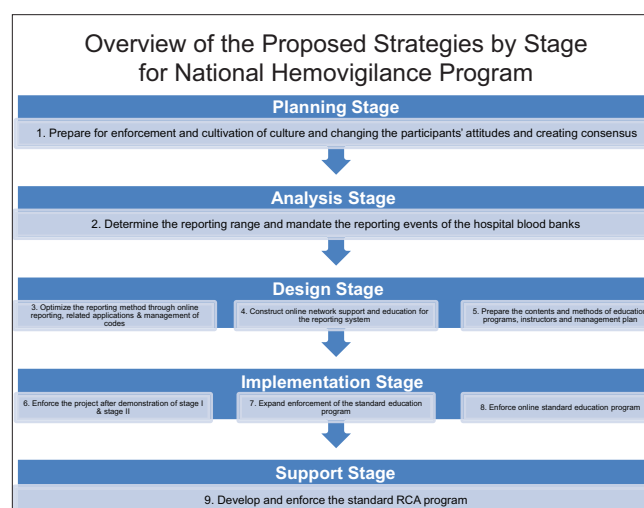 Overview of the Proposed Strategies by Stage
for National Hemovigilance Program
Planning Stage
1. Prepare for enforcement and cultivation of culture and changing the participants' attitudes and creating consensus
Analysis Stage
2. Determine the reporting range and mandate the reporting events of the hospital blood banks
Design Stage
3. Optimize the reporting method through online
reporting, related applications & management of
codes
4. Construct online network support and education for
the reporting system
5. Prepare the contents and methods of education
programs, instructors and management plan
Implementation Stage
6. Enforce the project after demonstration of stage I
& stage II
7. Expand enforcement of the standard education
program
8. Enforce online standard education program
Support Stage
9. Develop and enforce the standard RCA program